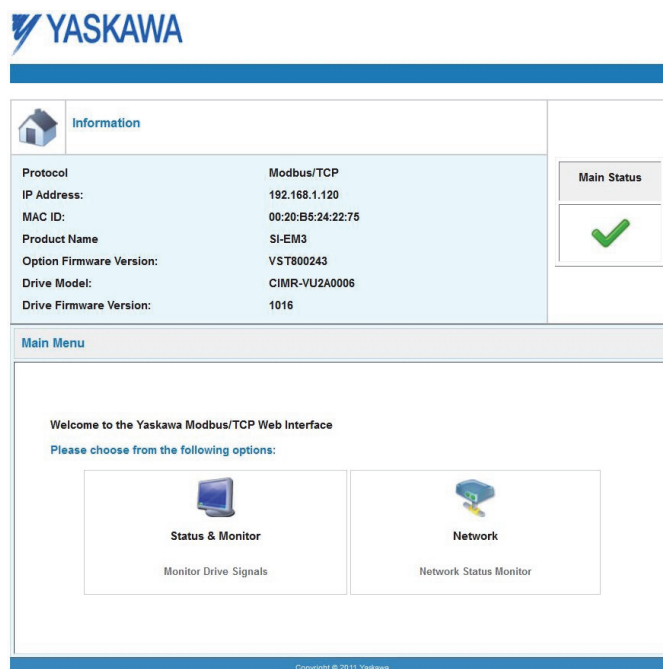 YASKAWA
Information
Protocol Modbus/TCP
IP Address: 192.168.1.120
MAC ID: 00:20:B5:24:22:75
Product Name SI-EM3
Option Firmware Version: VST800243
Drive Model: CIMR-VU2A0006
Drive Firmware Version: 1016
Main Status
Main Menu
Welcome to the Yaskawa Modbus/TCP Web Interface
Please choose from the following options:
Status & Monitor
Monitor Drive Signals
Network
Network Status Monitor
Copyright © 2011 Yaskawa